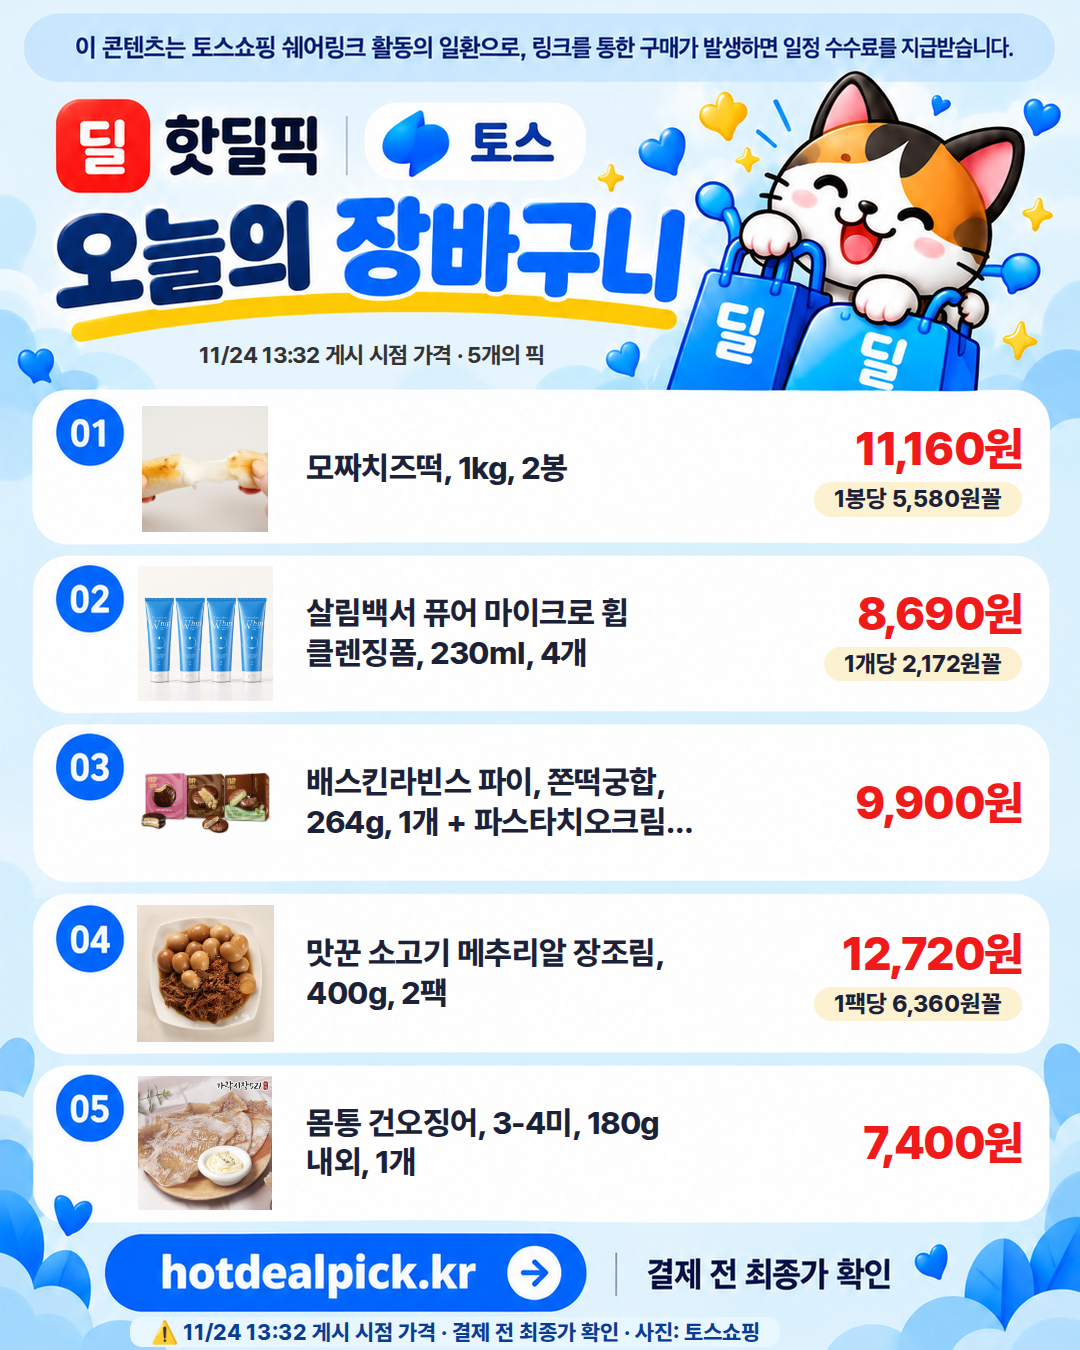 이 콘텐츠는 토스쇼핑 쉐어링크 활동의 일환으로, 링크를 통한 구매가 발생하면 일정 수수료를 지급받습니다.
딜 핫딜픽 토스
오늘의 장바구니
딜
딜
11/24 13:32 게시 시점 가격 · 5개의 픽
01
모짜치즈떡, 1kg, 2봉
11,160원
1봉당 5,580원꼴
02
살림백서 퓨어 마이크로 휩
클렌징폼, 230ml, 4개
8,690원
1개당 2,172원꼴
03
배스킨라빈스 파이, 쫀떡궁합,
264g, 1개 + 파스타치오크림...
9,900원
04
맛꾼 소고기 메추리알 장조림,
400g, 2팩
12,720원
1팩당 6,360원꼴
05
가락시장521
몸통 건오징어, 3-4미, 180g
내외, 1개
7,400원
hotdealpick.kr
결제 전 최종가 확인
⚠️ 11/24 13:32 게시 시점 가격 · 결제 전 최종가 확인 · 사진: 토스쇼핑